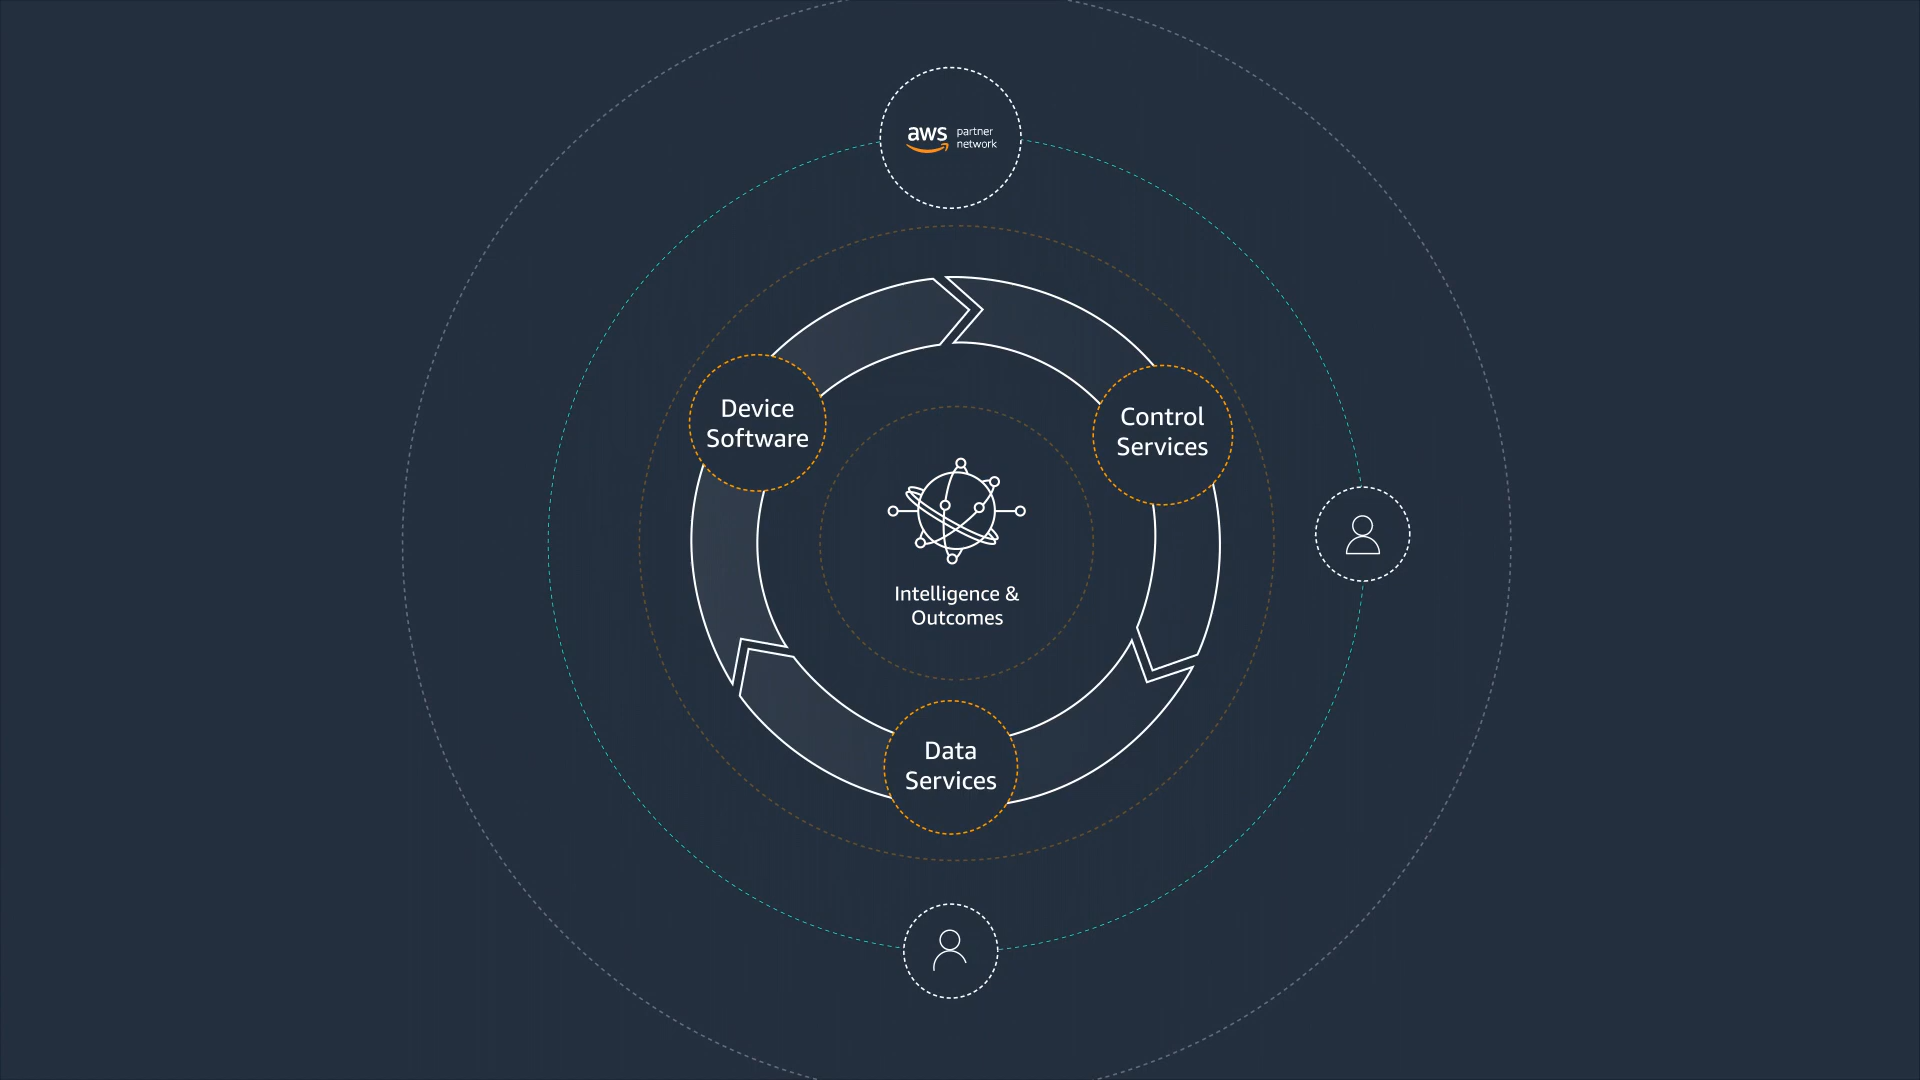 aws partner
network
Device
Software
Control
Services
Intelligence &
Outcomes
Data
Services